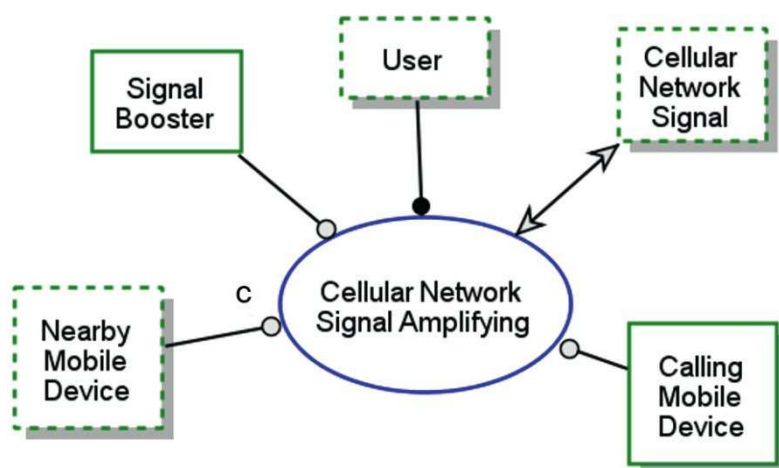 User
Cellular
Network
Signal
Signal
Booster
c
Cellular Network
Signal Amplifying
Nearby
Mobile
Device
Calling
Mobile
Device